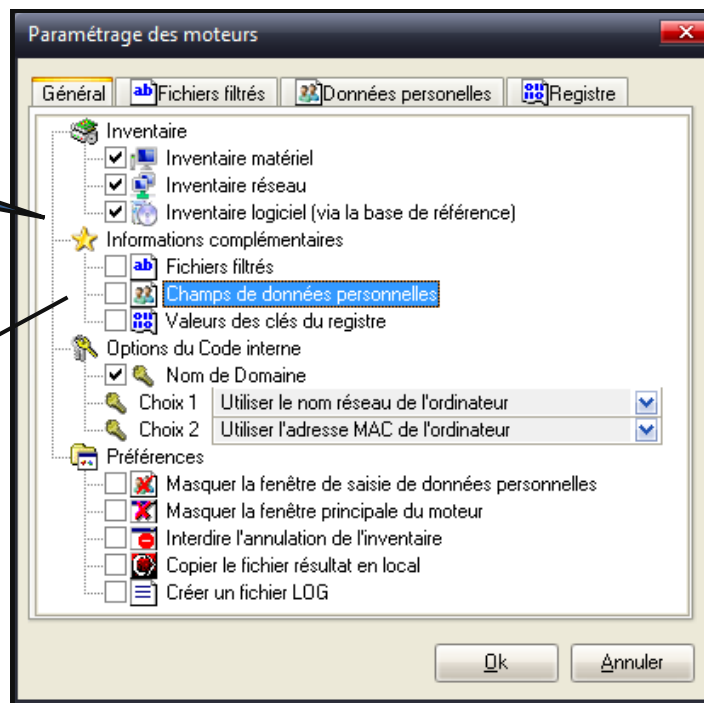 Paramétrage des moteurs
Général
Fichiers filtrés
Données personelles
Registre
Inventaire
Inventaire matériel
Inventaire réseau
Inventaire logiciel (via la base de référence)
Informations complémentaires
ab Fichiers filtrés
Champs de données personnelles
Valeurs des clés du registre
Options du Code interne
Nom de Domaine
Choix 1 Utiliser le nom réseau de l'ordinateur
Choix 2 Utiliser l'adresse MAC de l'ordinateur
Préférences
Masquer la fenêtre de saisie de données personnelles
Masquer la fenêtre principale du moteur
Interdire l'annulation de l'inventaire
Copier le fichier résultat en local
Créer un fichier LOG
Ok Annuler